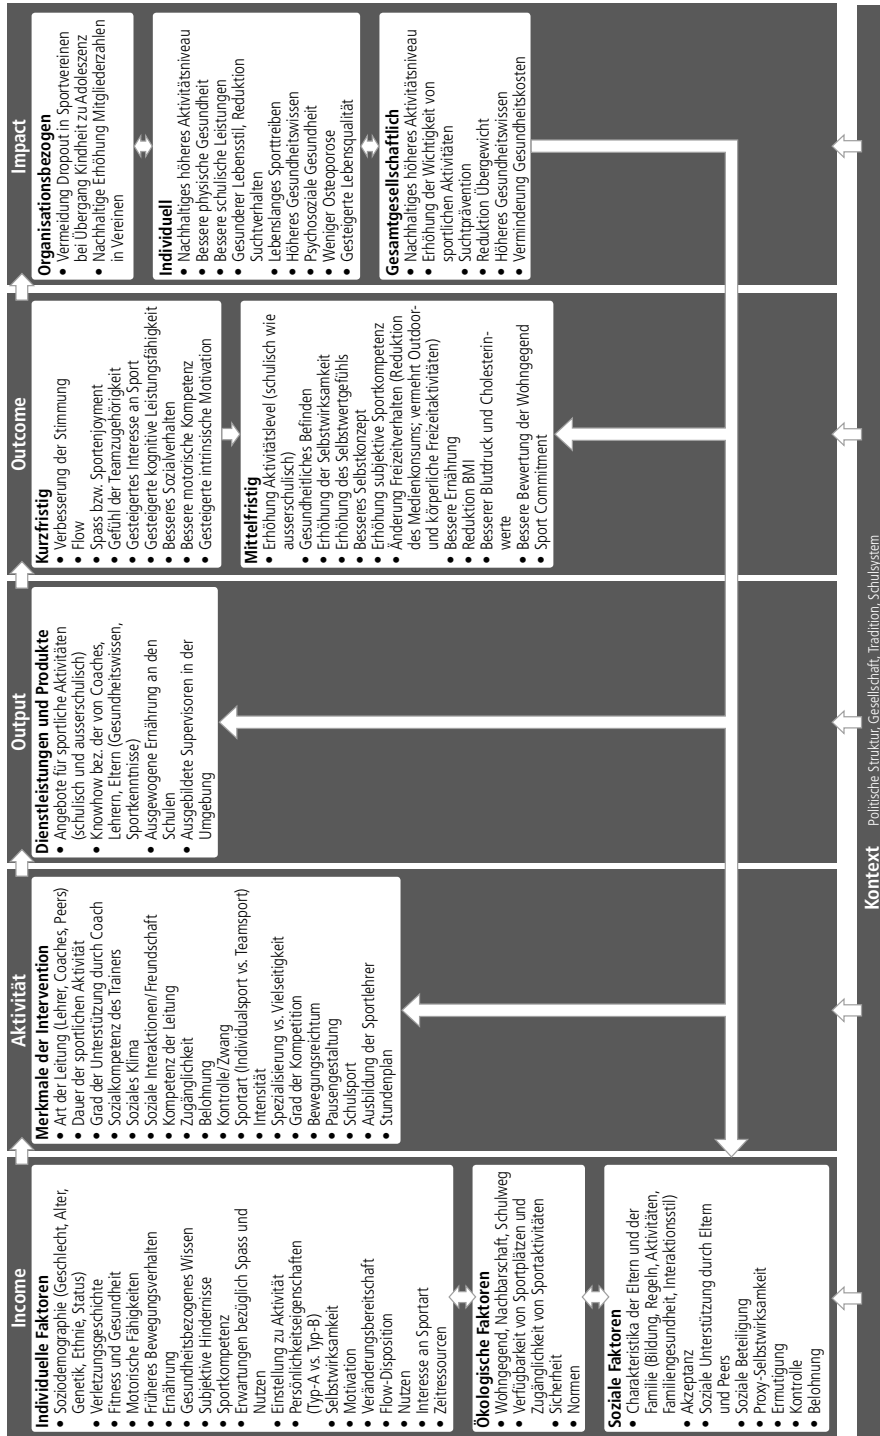 Income
Individuelle Faktoren
• Soziodemographie (Geschlecht, Alter,
Genetik, Ethnie, Status)
• Verletzungsgeschichte
• Fitness und Gesundheit
• Motorische Fähigkeiten
• Früheres Bewegungsverhalten
• Ernährung
• Gesundheitsbezogenes Wissen
• Subjektive Hindernisse
• Sportkompetenz
• Erwartungen bezüglich Spass und
Nutzen
• Einstellung zu Aktivität
• Persönlichkeitseigenschaften
(Typ-A vs. Typ-B)
• Selbstwirksamkeit
• Motivation
• Veränderungsbereitschaft
• Flow-Disposition
• Nutzen
• Interesse an Sportart
• Zeitressourcen
Ökologische Faktoren
• Wohngegend, Nachbarschaft, Schulweg
• Verfügbarkeit von Sportplätzen und
Zugänglichkeit von Sportaktivitäten
• Sicherheit
• Normen
Soziale Faktoren
• Charakteristika der Eltern und der
Familie (Bildung, Regeln, Aktivitäten,
Familiengesundheit, Interaktionsstil)
• Akzeptanz
• Soziale Unterstützung durch Eltern
und Peers
• Soziale Beteiligung
• Proxy-Selbstwirksamkeit
• Ermutigung
• Kontrolle
• Belohnung
Aktivität
Merkmale der Intervention
• Art der Leitung (Lehrer, Coaches, Peers)
• Dauer der sportlichen Aktivität
• Grad der Unterstützung durch Coach
• Sozialkompetenz des Trainers
• Soziales Klima
• Soziale Interaktionen/Freundschaft
• Kompetenz der Leitung
• Zugänglichkeit
• Belohnung
• Kontrolle/Zwang
• Sportart (Individualsport vs. Teamsport)
• Intensität
• Spezialisierung vs. Vielseitigkeit
• Grad der Kompetition
• Bewegungsreichtum
• Pausengestaltung
• Schulsport
• Ausbildung der Sportlehrer
• Stundenplan
Output
Dienstleistungen und Produkte
• Angebote für sportliche Aktivitäten
(schulisch und ausserschulisch)
• Knowhow bez. der von Coaches,
Lehrern, Eltern (Gesundheitswissen,
Sportkenntnisse)
• Ausgewogene Ernährung an den
Schulen
• Ausgebildete Supervisoren in der
Umgebung
Outcome
Kurzfristig
• Verbesserung der Stimmung
• Flow
• Spass bzw. Sportenjoyment
• Gefühl der Teamzugehörigkeit
• Gesteigertes Interesse an Sport
• Gesteigerte kognitive Leistungsfähigkeit
• Besseres Sozialverhalten
• Bessere motorische Kompetenz
• Gesteigerte intrinsische Motivation
Mittelfristig
• Erhöhung Aktivitätslevel (schulisch wie
ausserschulisch)
• Gesundheitliches Befinden
• Erhöhung der Selbstwirksamkeit
• Erhöhung des Selbstwertgefühls
• Besseres Selbstkonzept
• Erhöhung subjektive Sportkompetenz
• Änderung Freizeitverhalten (Reduktion
des Medienkonsums; vermehrt Outdoor-
und körperliche Freizeitaktivitäten)
• Bessere Ernährung
• Reduktion BMI
• Besserer Blutdruck und Cholesterin-
werte
• Bessere Bewertung der Wohngegend
• Sport Commitment
Impact
Organisationsbezogen
• Vermeidung Dropout in Sportvereinen
bei Übergang Kindheit zu Adoleszenz
• Nachhaltige Erhöhung Mitgliederzahlen
in Vereinen
Individuell
• Nachhaltiges höheres Aktivitätsniveau
• Bessere physische Gesundheit
• Bessere schulische Leistungen
• Gesunderer Lebensstil, Reduktion
Suchtverhalten
• Lebenslanges Sporttreiben
• Höheres Gesundheitswissen
• Psychosoziale Gesundheit
• Weniger Osteoporose
• Gesteigerte Lebensqualität
Gesamtgesellschaftlich
• Nachhaltiges höheres Aktivitätsniveau
• Erhöhung der Wichtigkeit von
sportlichen Aktivitäten
• Suchtprävention
• Reduktion Übergewicht
• Höheres Gesundheitswissen
• Verminderung Gesundheitskosten
Kontext Politische Struktur, Gesellschaft, Tradition, Schulsystem